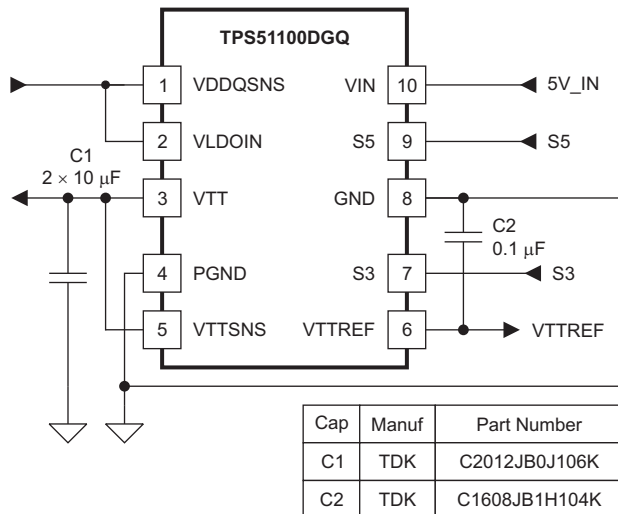 TPS51100DGQ
1 VDDQSNS VIN 10 5V_IN
2 VLDOIN S5 9 S5
C1
2 × 10 μF
3 VTT GND 8
C2
0.1 μF
4 PGND S3 7 S3
5 VTTSNS VTTREF 6 VTTREF
Cap Manuf Part Number
C1 TDK C2012JB0J106K
C2 TDK C1608JB1H104K